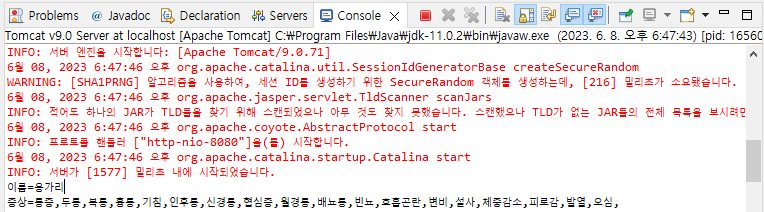 Problems @ Javadoc Declaration Servers Console
Tomcat v9.0 Server at localhost [Apache Tomcat] C:₩Program Files₩Java₩jdk-11.0.2₩bin₩javaw.exe (2023. 6. 8. 오후 6:47:43) [pid: 16560
INFO: 서버 엔진을 시작합니다: [Apache Tomcat/9.0.71]
6월 08, 2023 6:47:46 오후 org.apache.catalina.util.SessionIdGeneratorBase createSecureRandom
WARNING: [SHA1PRNG] 알고리즘을 사용하여, 세션 ID를 생성하기 위한 SecureRandom 객체를 생성하는데, [216] 밀리초가 소요됐습니다.
6월 08, 2023 6:47:46 오후 org.apache.jasper.servlet.TldScanner scanJars
INFO: 적어도 하나의 JAR가 TLD들을 찾기 위해 스캔되었으나 아무 것도 찾지 못했습니다. 스캔했으나 TLD가 없는 JAR들의 전체 목록을 보시려면
6월 08, 2023 6:47:46 오후 org.apache.coyote.AbstractProtocol start
INFO: 프로토콜 핸들러 ["http-nio-8080"]을(를) 시작합니다.
6월 08, 2023 6:47:46 오후 org.apache.catalina.startup.Catalina start
INFO: 서버가 [1577] 밀리초 내에 시작되었습니다.
이름=용가리
증상=통증,두통,복통,흉통,기침,인후통,신경통,협심증,월경통,배뇨통,빈뇨,호흡곤란,변비,설사,체중감소,피로감,발열,오심,